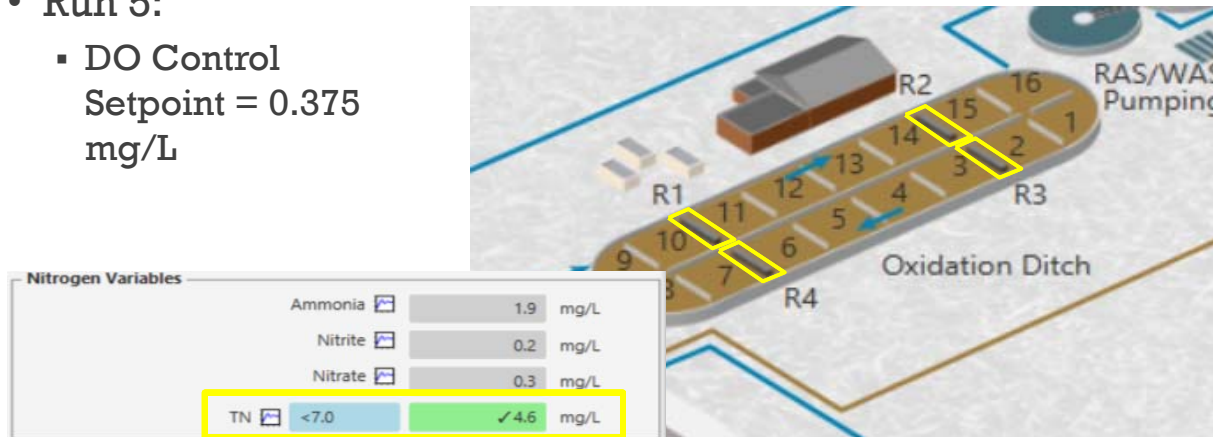 • Run 5:
▪ DO Control
Setpoint = 0.375
mg/L
R2
16
RAS/WAS
Pumping
15
1
14
2
13
3
R3
R1
12
4
11
5
10
6
Oxidation Ditch
9
7
8
R4
Nitrogen Variables
Ammonia 1.9 mg/L
Nitrite 0.2 mg/L
Nitrate 0.3 mg/L
TN <7.0 ✓4.6 mg/L